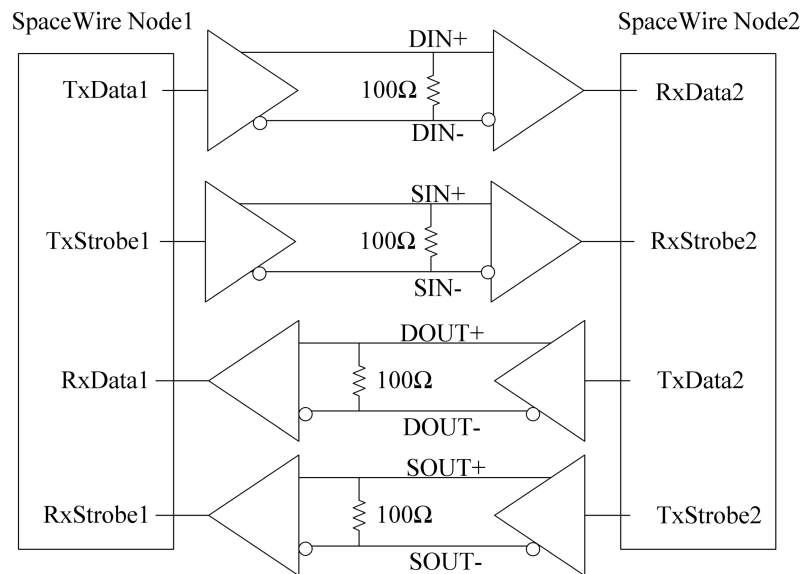 SpaceWire Node1
SpaceWire Node2
DIN+
TxData1
100Ω
RxData2
DIN-
SIN+
TxStrobe1
100Ω
RxStrobe2
SIN-
DOUT+
RxData1
100Ω
TxData2
DOUT-
SOUT+
RxStrobe1
100Ω
TxStrobe2
SOUT-